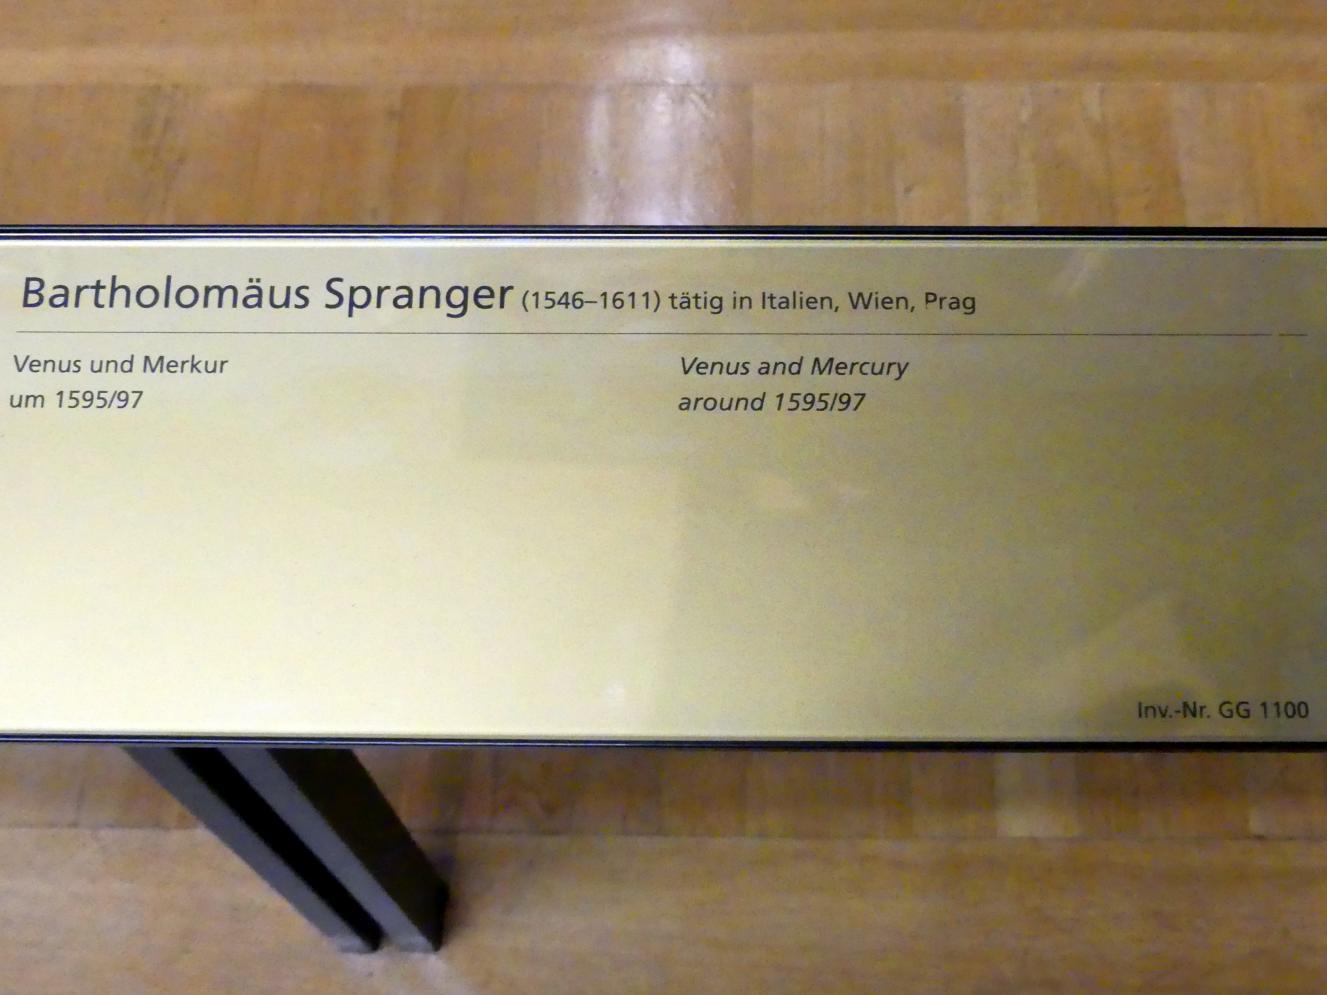 Bartholomäus Spranger (1546–1611) tätig in Italien, Wien, Prag
Venus und Merkur
um 1595/97
Venus and Mercury
around 1595/97
Inv.-Nr. GG 1100